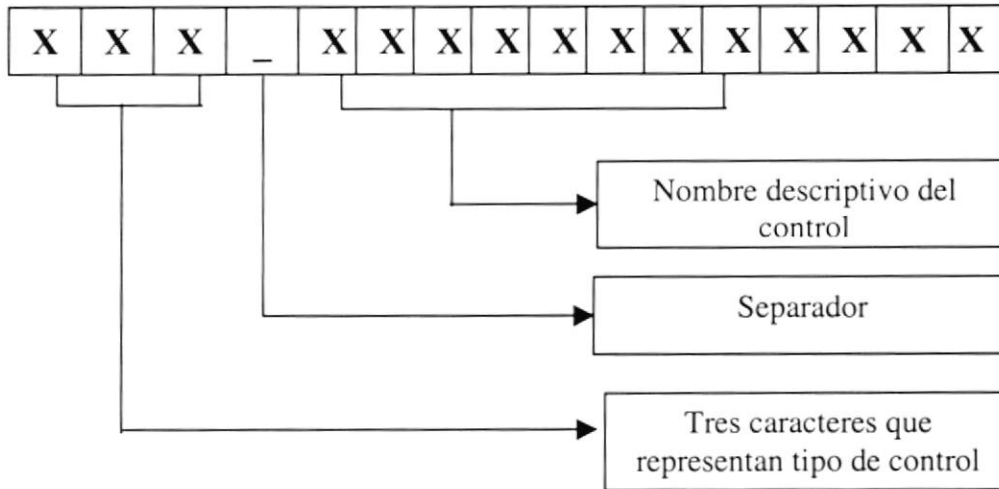 X X X _ X X X X X X X X X X X X
Nombre descriptivo del
control
Separador
Tres caracteres que
representan tipo de control